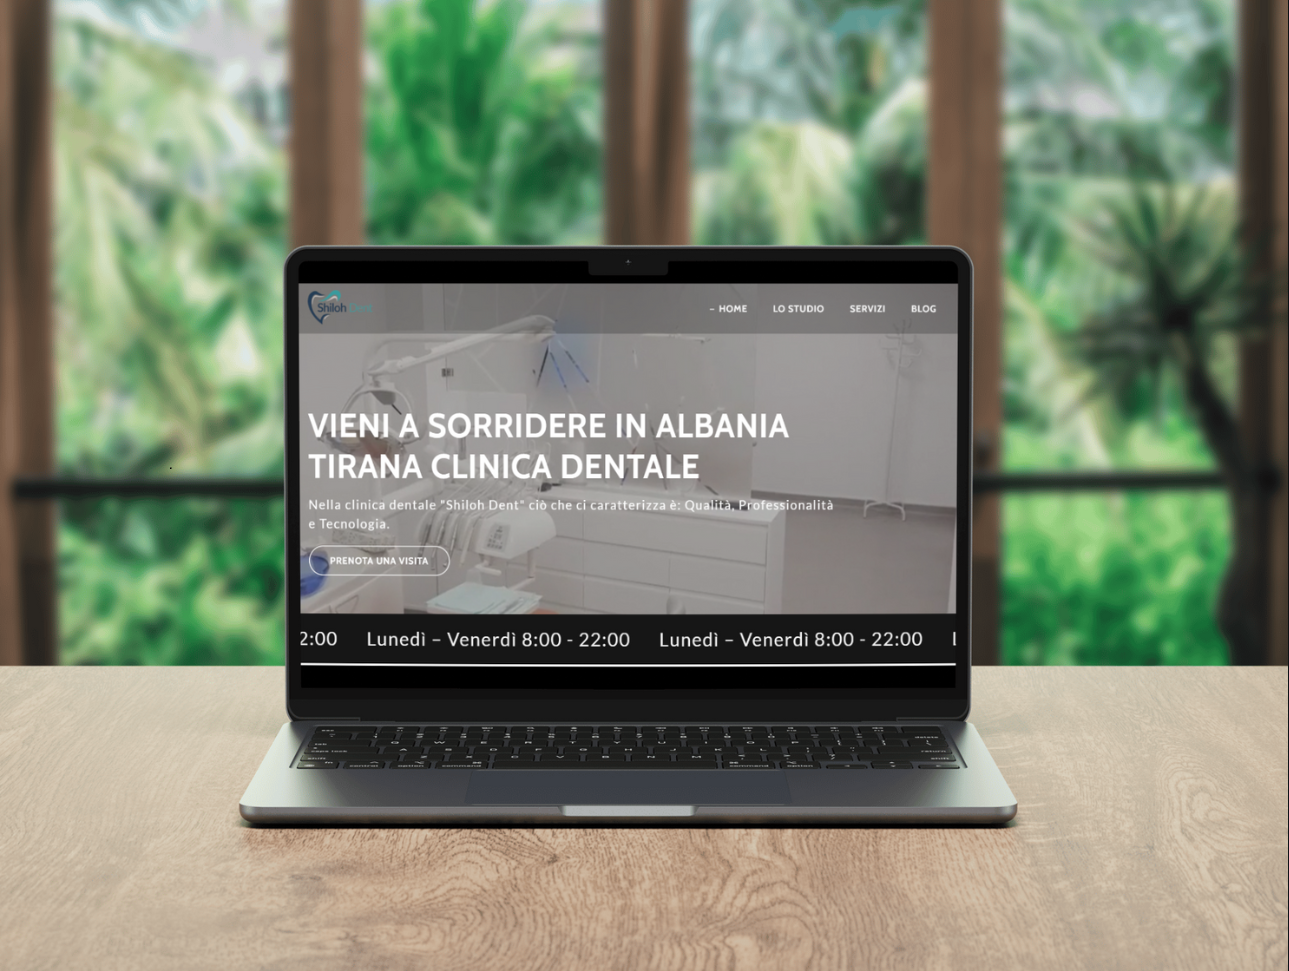 Shiloh Dent
– HOME LO STUDIO SERVIZI BLOG
VIENI A SORRIDERE IN ALBANIA
TIRANA CLINICA DENTALE
Nella clinica dentale "Shiloh Dent" ciò che ci caratterizza è: Qualità, Professionalità
e Tecnologia.
PRENOTA UNA VISITA
2:00 Lunedì – Venerdì 8:00 - 22:00 Lunedì – Venerdì 8:00 - 22:00 L